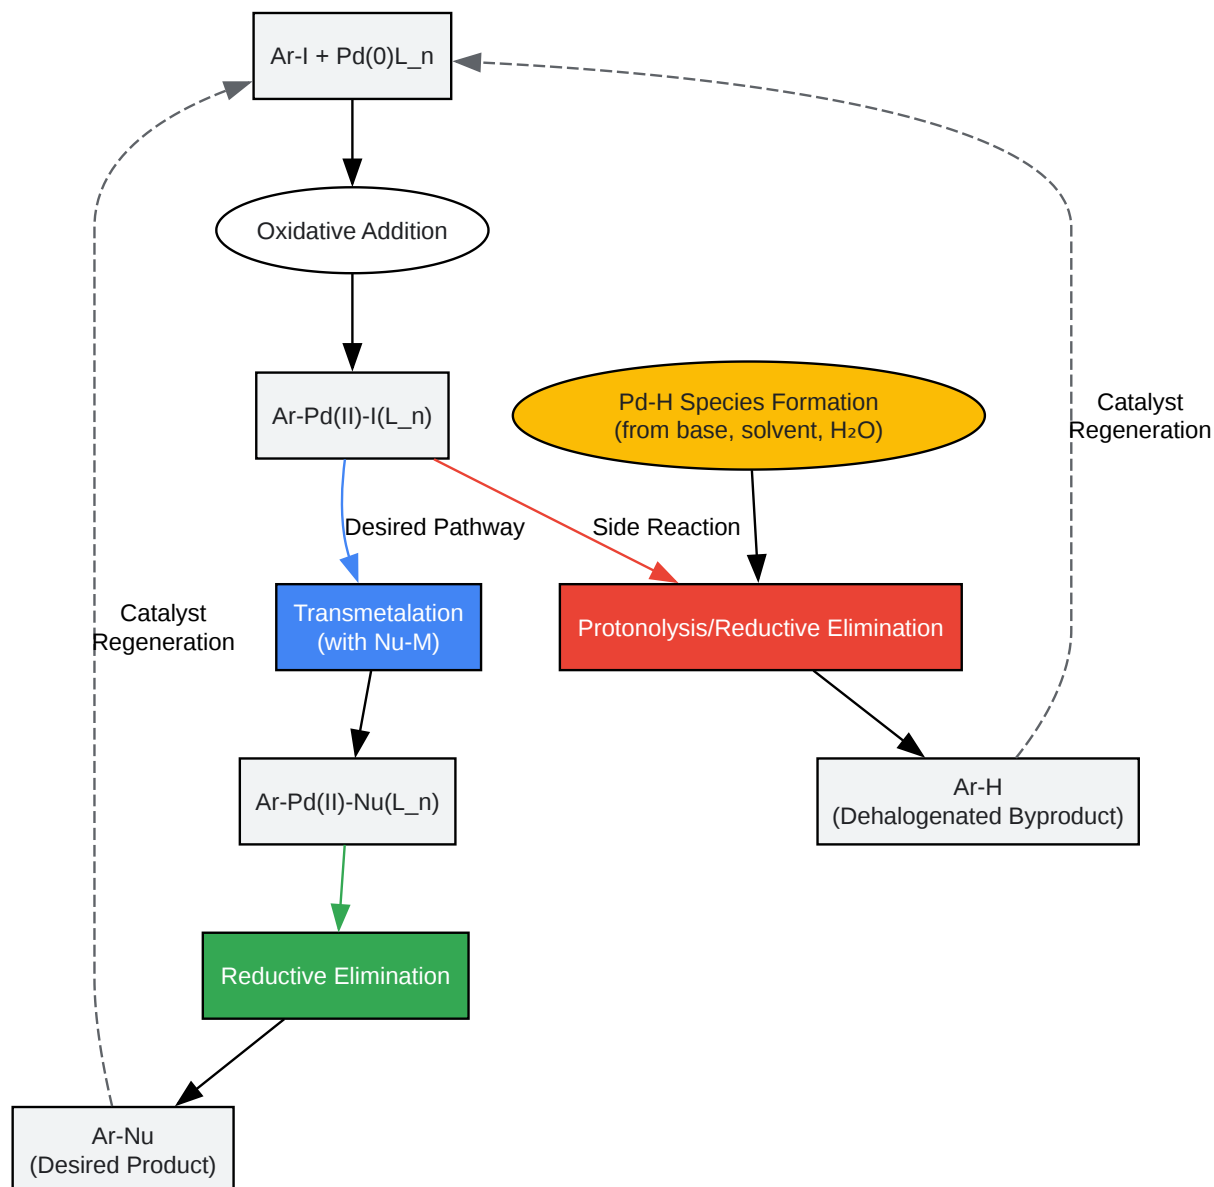 Ar-I + Pd(0)L_n
Oxidative Addition
Ar-Pd(II)-I(L_n)
Pd-H Species Formation
(from base, solvent, H₂O)
Catalyst
Regeneration
Desired Pathway
Side Reaction
Catalyst
Regeneration
Transmetalation
(with Nu-M)
Protonolysis/Reductive Elimination
Ar-Pd(II)-Nu(L_n)
Ar-H
(Dehalogenated Byproduct)
Reductive Elimination
Ar-Nu
(Desired Product)